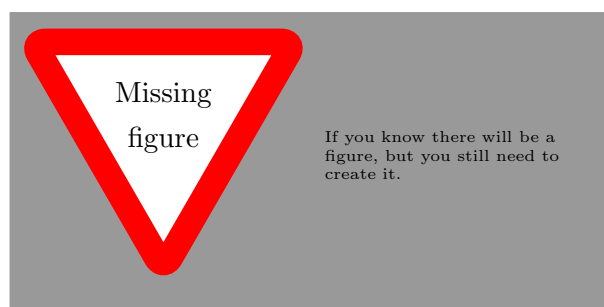 Missing
figure
If you know there will be a
figure, but you still need to
create it.